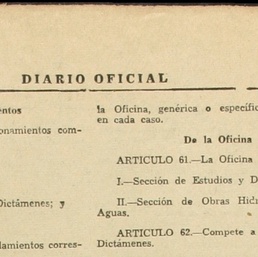 DIARIO OFICIAL
entos
onamientos com-
Dictámenes; y
lamientos corres-
la Oficina, genérica o específic
en cada caso.
De la Oficina
ARTICULO 61.—La Oficina
I.—Sección de Estudios y D
II.—Sección de Obras Hid
Aguas.
ARTICULO 62.—Compete a
Dictámenes.